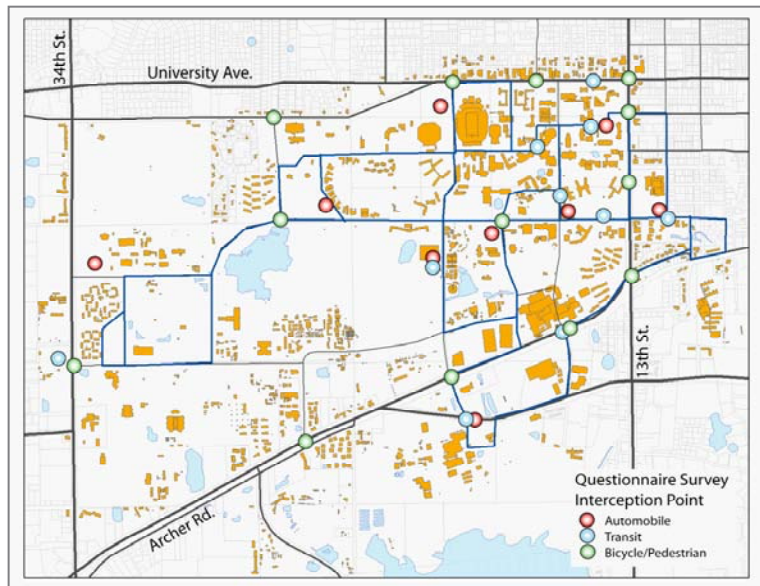 34th St.
University Ave.
13th St.
Archer Rd.
Questionnaire Survey
Interception Point
Automobile
Transit
Bicycle/Pedestrian